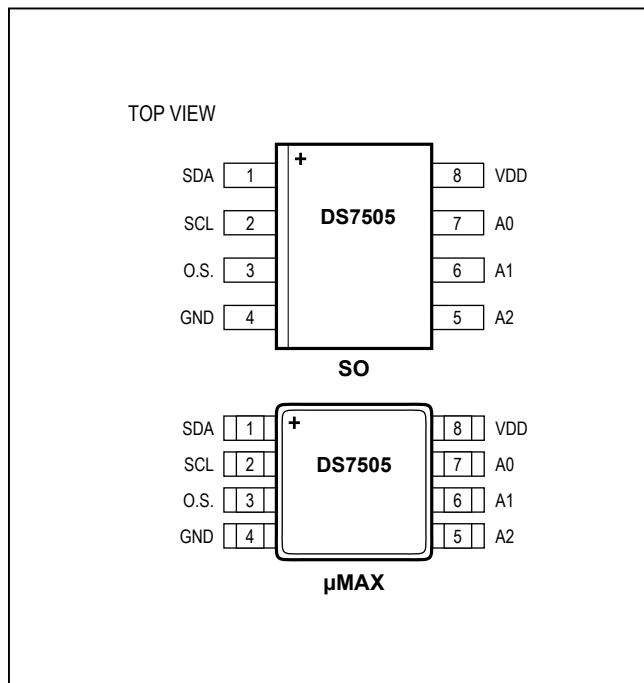 TOP VIEW
SDA 1 + 8 VDD
SCL 2 DS7505 7 A0
O.S. 3 6 A1
GND 4 5 A2
SO
SDA 1 + 8 VDD
SCL 2 DS7505 7 A0
O.S. 3 6 A1
GND 4 5 A2
µMAX